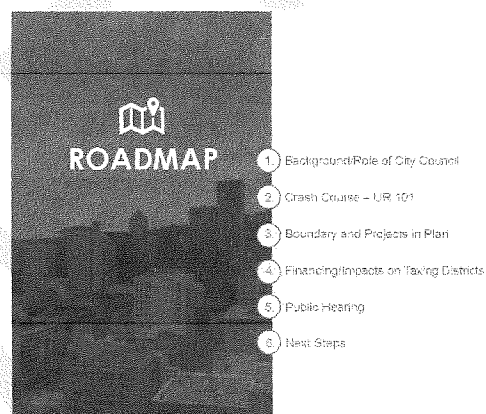 ROADMAP
1. Background/Role of City Council
2. Crash Course – UR 101
3. Boundary and Projects in Plan
4. Financing/Impacts on Taxing Districts
5. Public Hearing
6. Next Steps